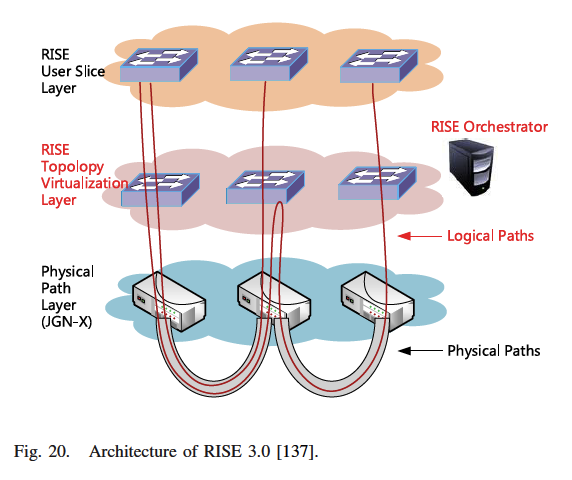 RISE
User Slice
Layer
RISE Orchestrator
RISE
Topology
Virtualization
Layer
Logical Paths
Physical
Path
Layer
(JGN-X)
Physical Paths
Fig. 20. Architecture of RISE 3.0 [137].